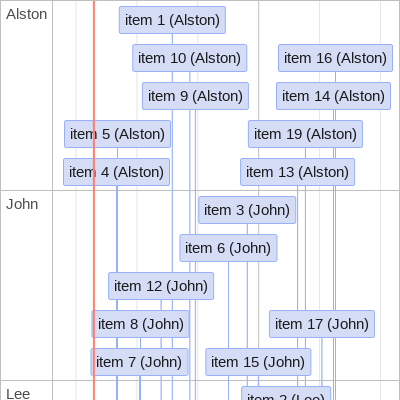 Alston
item 1 (Alston)
item 10 (Alston)
item 16 (Alston)
item 9 (Alston)
item 14 (Alston)
item 5 (Alston)
item 19 (Alston)
item 4 (Alston)
item 13 (Alston)
John
item 3 (John)
item 6 (John)
item 12 (John)
item 8 (John)
item 17 (John)
item 7 (John)
item 15 (John)
Lee
item 2 (Lee)